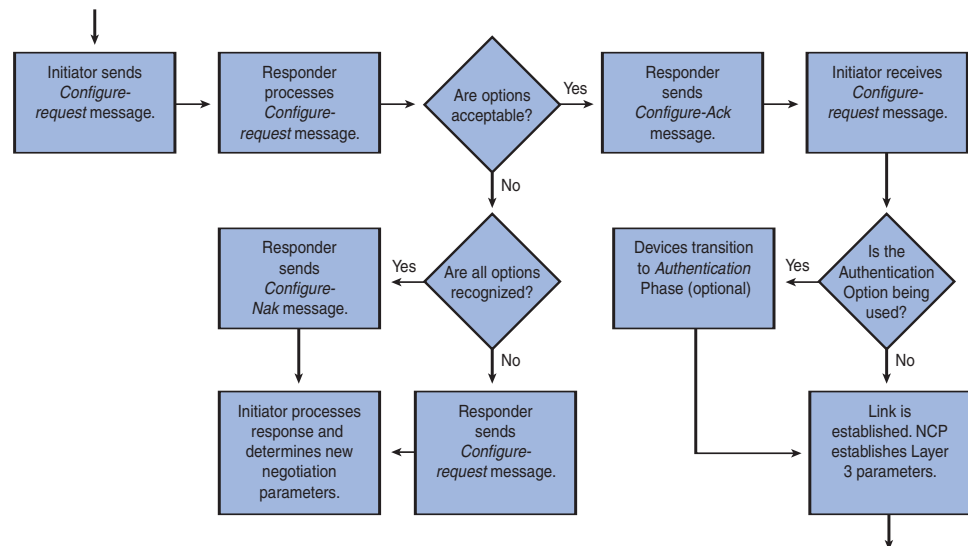 Initiator sends
Configure-
request message.
Responder
processes
Configure-
request message.
Are options
acceptable?
Yes
Responder
sends
Configure-Ack
message.
Initiator receives
Configure-
request message.
No
Responder
sends
Configure-
Nak message.
Yes
Are all options
recognized?
Devices transition
to Authentication
Phase (optional)
Yes
Is the
Authentication
Option being
used?
No
No
Initiator processes
response and
determines new
negotiation
parameters.
Responder
sends
Configure-
request message.
Link is
established. NCP
establishes Layer
3 parameters.